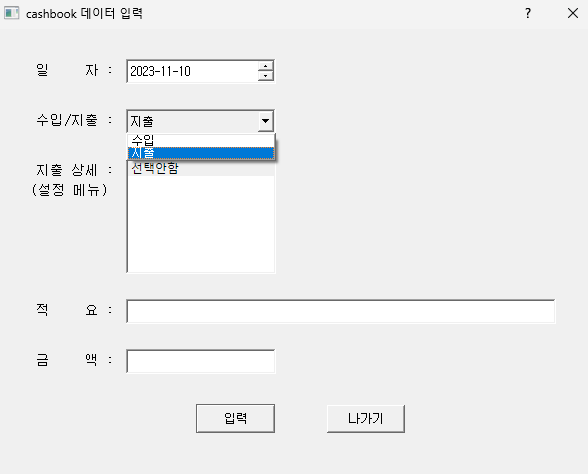 cashbook 데이터 입력
일 자 : 2023-11-10
수입/지출 : 지출
수입
지출
지출 상세 : 선택안함
(설정 메뉴)
적 요 :
금 액 :
입력 나가기